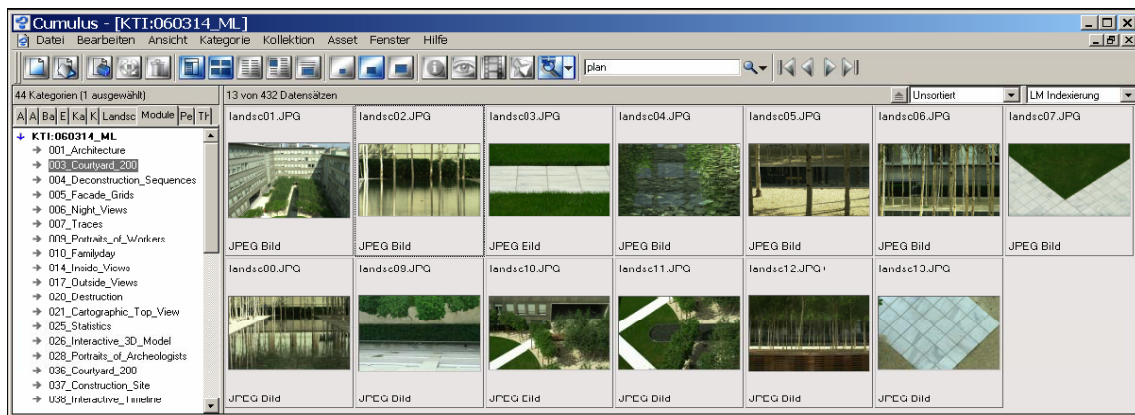 Cumulus - [KTI:060314_ML]
Datei Bearbeiten Ansicht Kategorie Kollektion Asset Fenster Hilfe
plan
44 Kategorien (1 ausgewählt)
13 von 432 Datensätzen
Unsortiert
LM Indexierung
A A Ba E Ka K Landsc Module Pe Th
KTI:060314_ML
001_Architecture
003_Courtyard_200
004_Deconstruction_Sequences
005_Facade_Grids
006_Night_Views
007_Traces
009_Portraits_of_Workers
010_Familyday
014_Inside_Views
017_Outside_Views
020_Destruction
021_Cartographic_Top_View
025_Statistics
026_Interactive_3D_Model
028_Portraits_of_Archeologists
036_Courtyard_200
037_Construction_Site
038_Interactive_Timeline
landsc01.JPG landsc02.JPG landsc03.JPG landsc04.JPG landsc05.JPG landsc06.JPG landsc07.JPG
JPEG Bild JPEG Bild JPEG Bild JPEG Bild JPEG Bild JPEG Bild JPEG Bild
landsc08.JPG landsc09.JPG landsc10.JPG landsc11.JPG landsc12.JPG landsc13.JPG
JPEG Bild JPEG Bild JPEG Bild JPEG Bild JPEG Bild JPEG Bild